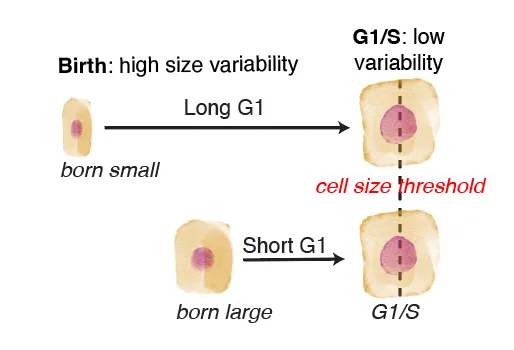 G1/S: low
variability
Birth: high size variability
Long G1
born small
cell size threshold
Short G1
born large
G1/S